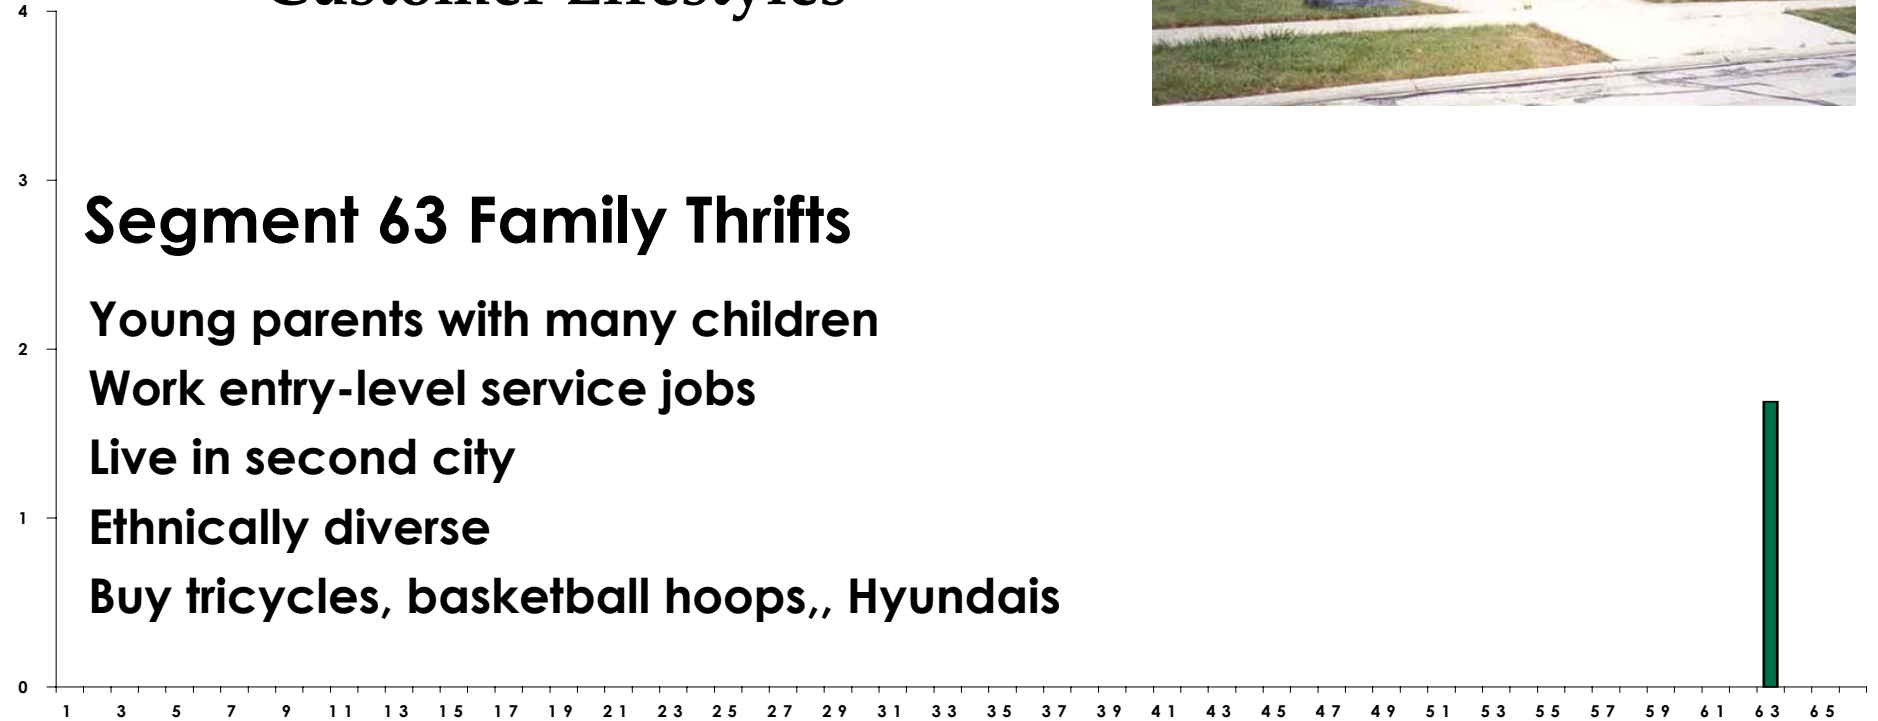 Customer Lifestyles
4
3
Segment 63 Family Thrifts
Young parents with many children
2
Work entry-level service jobs
Live in second city
1
Ethnically diverse
Buy tricycles, basketball hoops,, Hyundais
0
1 3 5 7 9 11 13 15 17 19 21 23 25 27 29 31 33 35 37 39 41 43 45 47 49 51 53 55 57 59 61 63 65